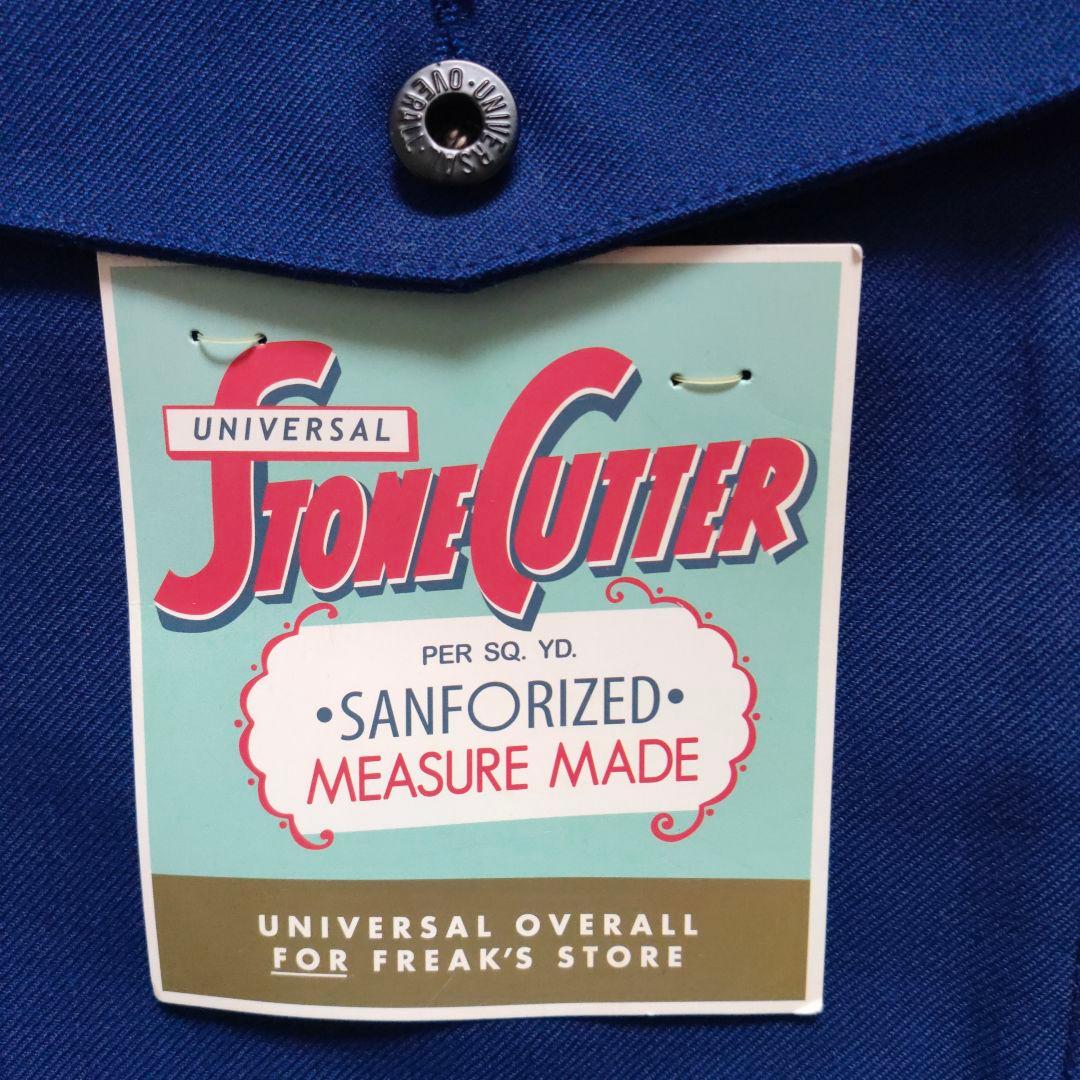 UNIVERSAL · OVERALL ·
UNIVERSAL
STONE CUTTER
PER SQ. YD.
•SANFORIZED•
MEASURE MADE
UNIVERSAL OVERALL
FOR FREAK'S STORE